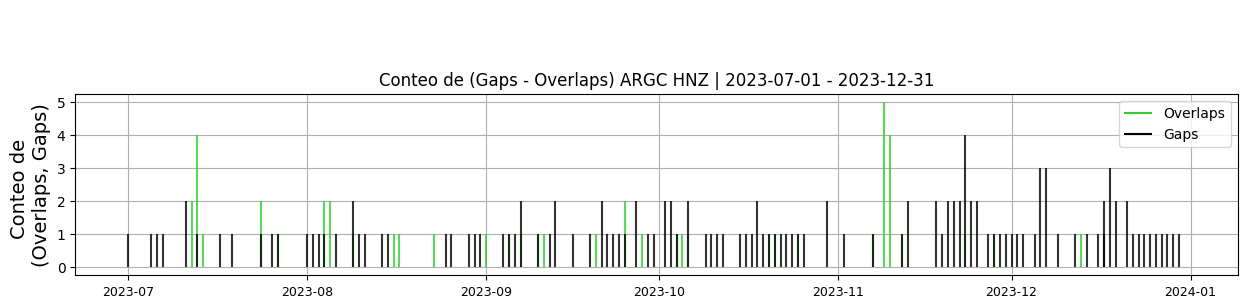 Conteo de (Gaps - Overlaps) ARGC HNZ | 2023-07-01 - 2023-12-31
Conteo de
(Overlaps, Gaps)
5
4
3
2
1
0
Overlaps
Gaps
2023-07 2023-08 2023-09 2023-10 2023-11 2023-12 2024-01